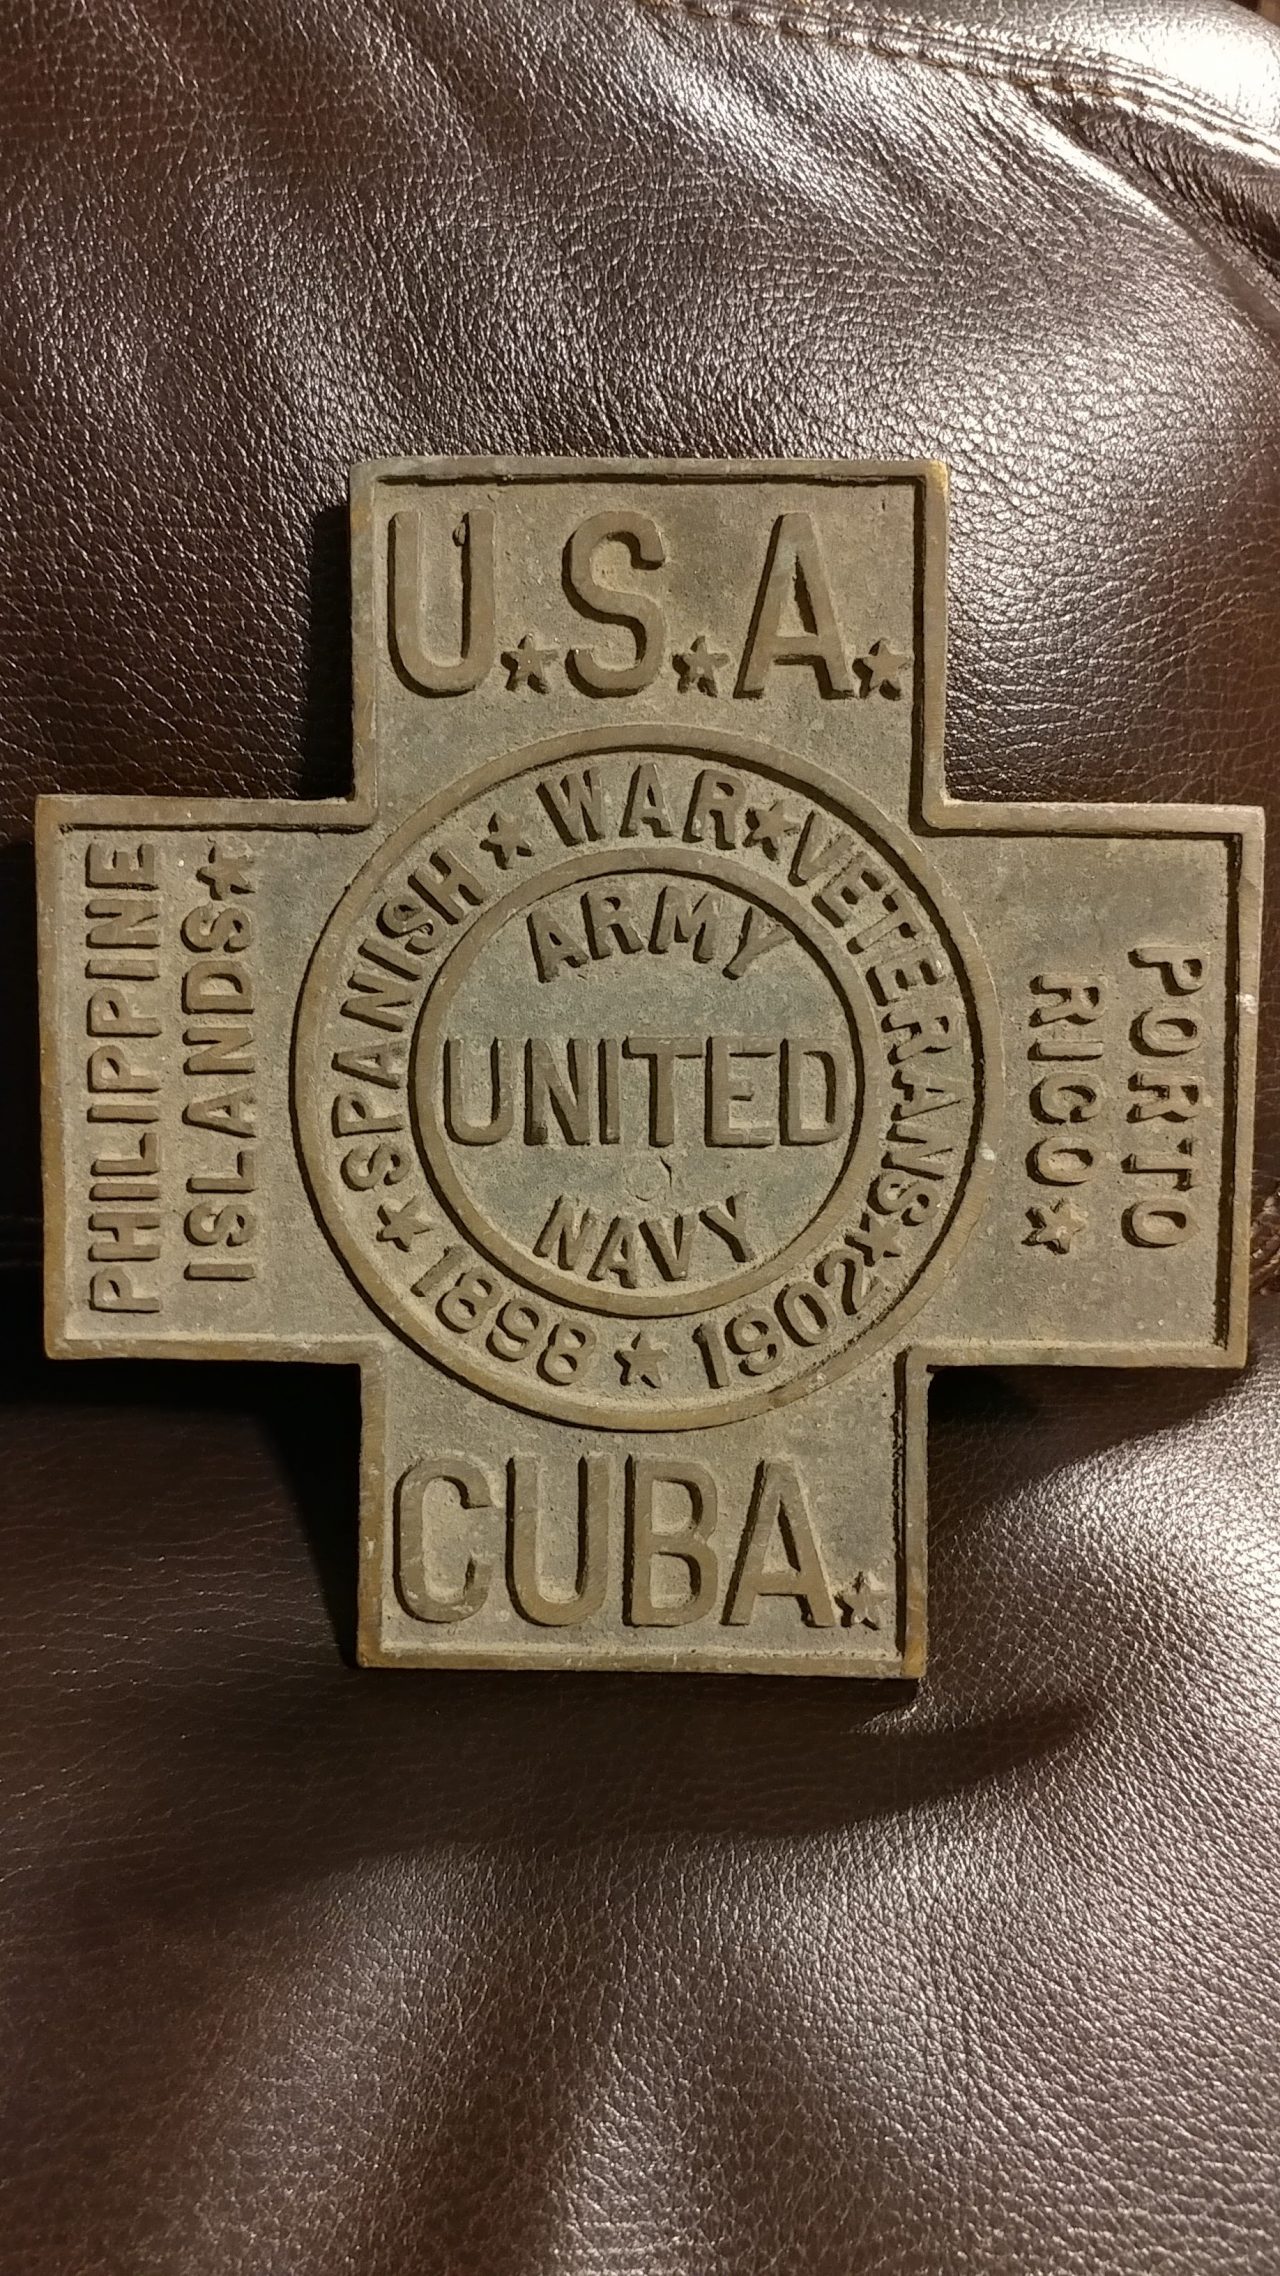 U.S.A.
PHILIPPINE
ISLANDS
SPANISH WAR VETERANS
ARMY
UNITED
NAVY
1898 1902
PORTO
RICO
CUBA.